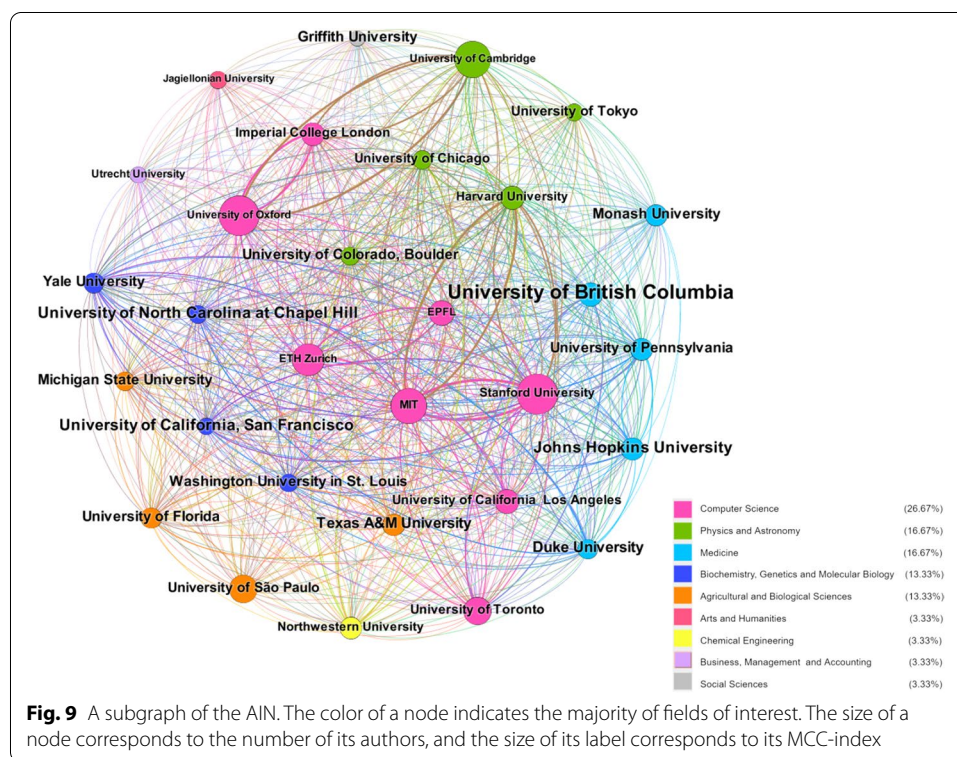 Griffith University
University of Cambridge
Jagiellonian University
University of Tokyo
Imperial College London
University of Chicago
Utrecht University
Harvard University
University of Oxford
Monash University
University of Colorado, Boulder
Yale University
University of British Columbia
University of North Carolina at Chapel Hill
EPFL
University of Pennsylvania
ETH Zurich
Michigan State University
Stanford University
MIT
University of California, San Francisco
Johns Hopkins University
Washington University in St. Louis
University of California Los Angeles
University of Florida
Texas A&M University
Duke University
University of São Paulo
University of Toronto
Northwestern University
Computer Science (26.67%)
Physics and Astronomy (16.67%)
Medicine (16.67%)
Biochemistry, Genetics and Molecular Biology (13.33%)
Agricultural and Biological Sciences (13.33%)
Arts and Humanities (3.33%)
Chemical Engineering (3.33%)
Business, Management and Accounting (3.33%)
Social Sciences (3.33%)
Fig. 9 A subgraph of the AIN. The color of a node indicates the majority of fields of interest. The size of a
node corresponds to the number of its authors, and the size of its label corresponds to its MCC-index